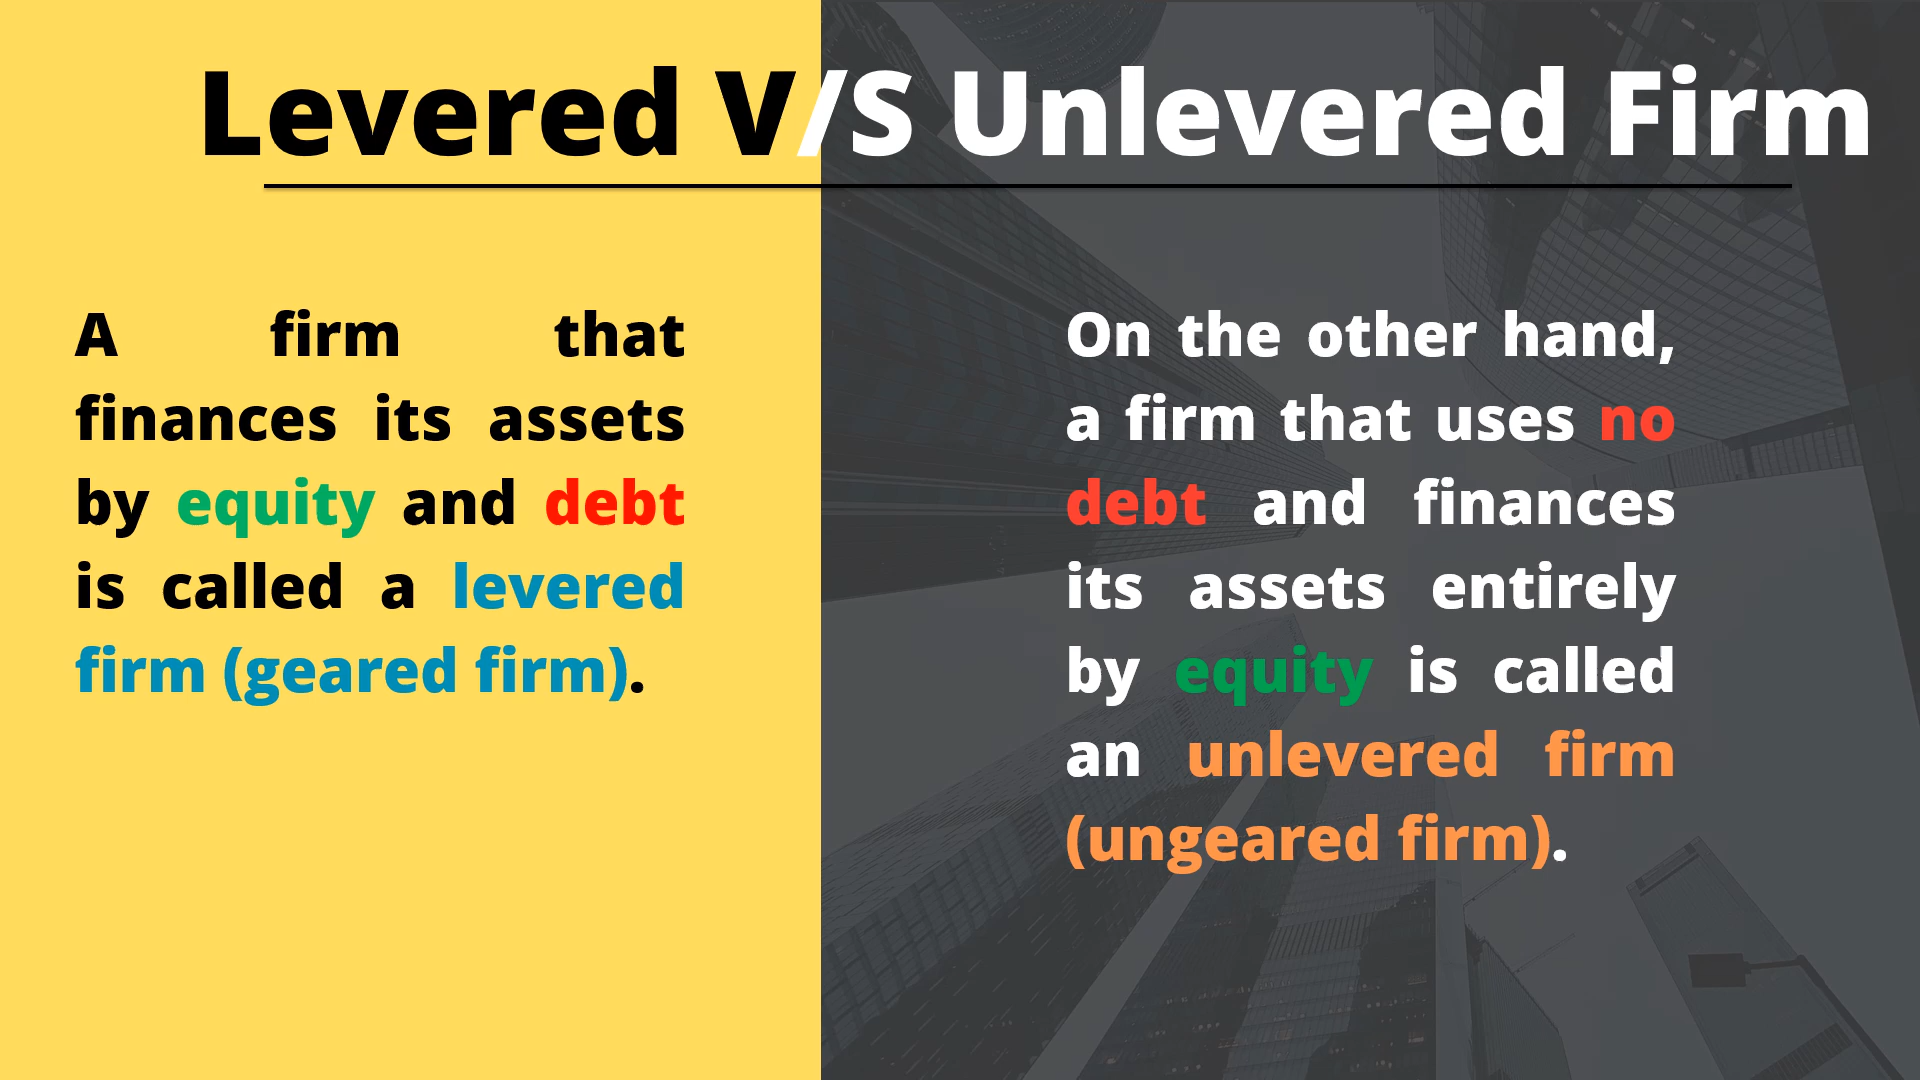 Levered V/S Unlevered Firm
A firm that
finances its assets
by equity and debt
is called a levered
firm (geared firm).
On the other hand,
a firm that uses no
debt and finances
its assets entirely
by equity is called
an unlevered firm
(ungeared firm).